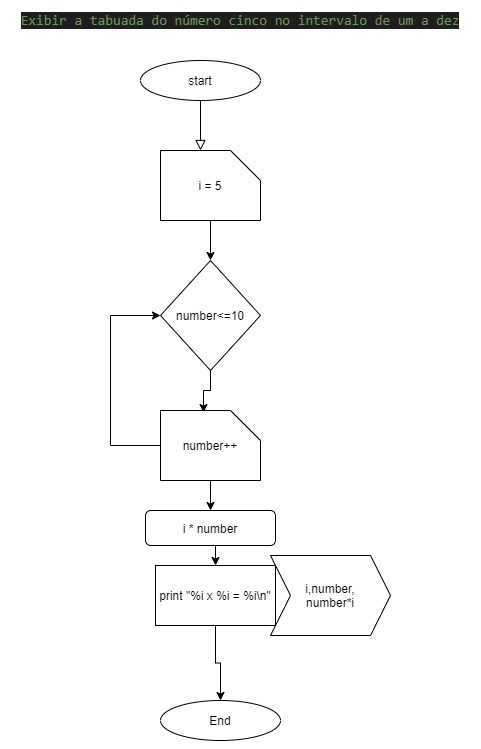 Exibir a tabuada do número cinco no intervalo de um a dez
start
i = 5
number<=10
number++
i * number
print "%i x %i = %i\n"
i,number,
number*i
End